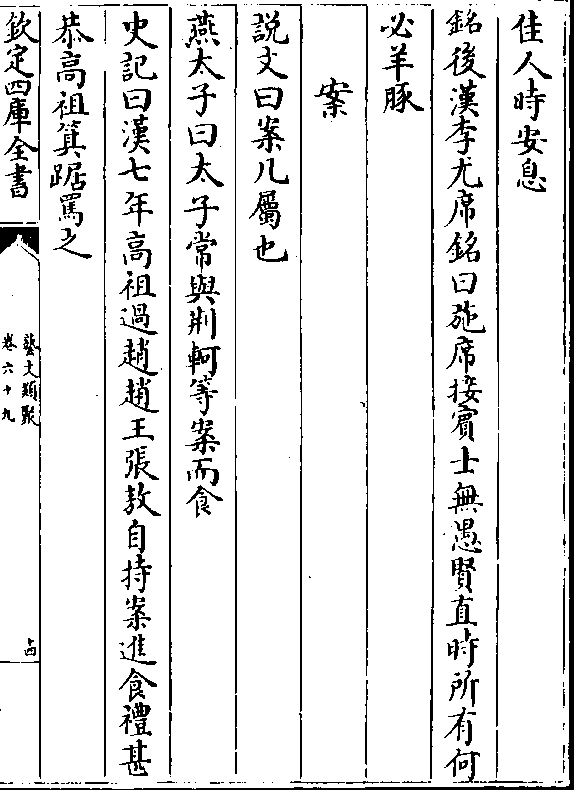 佳人時安息
銘後漢李尤席銘曰施席接賓士無愚賢直時所有何
必羊豚
案
說文曰案几屬也
燕太子曰太子常與荆軻等案而食
史記曰漢七年高祖過趙趙王張敖自持案進食禮甚
恭高祖箕踞罵之
欽定四庫全書
藝文類聚
卷六十九
十四